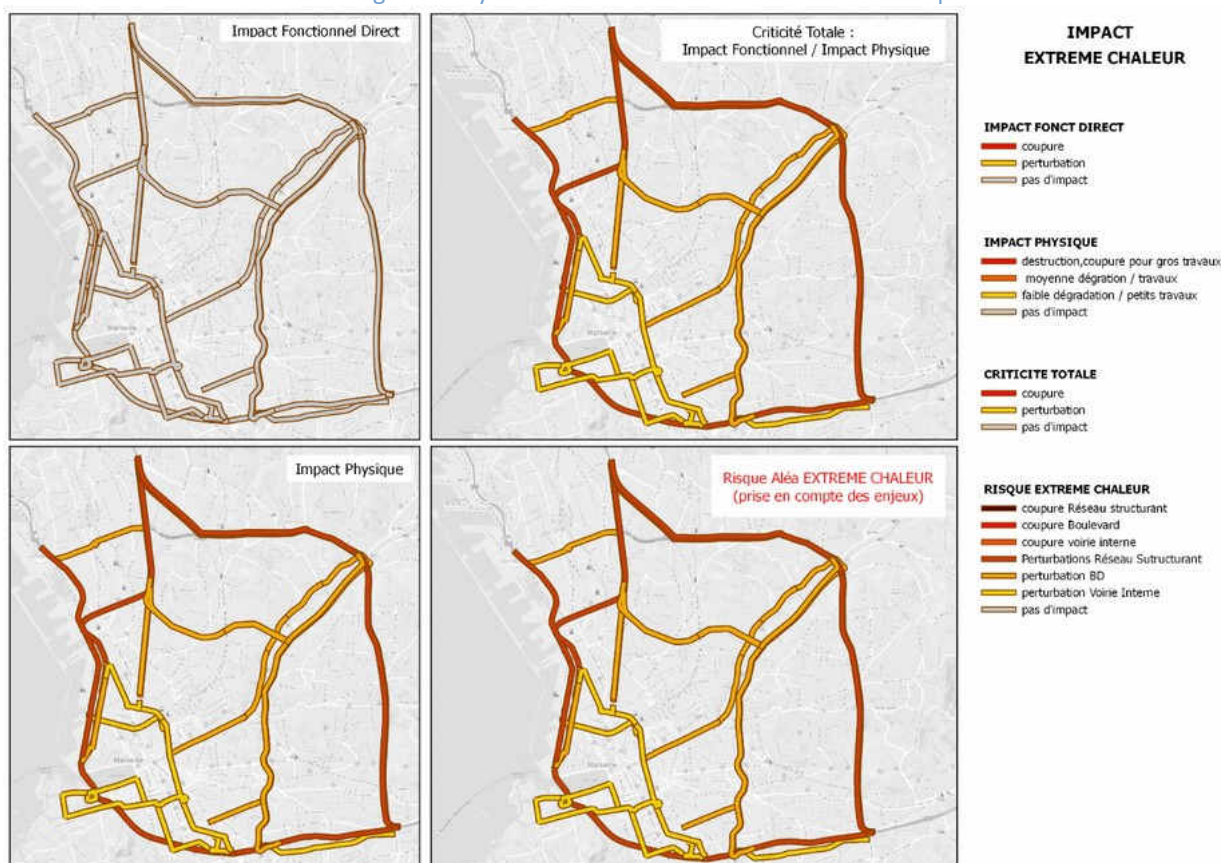 Impact Fonctionnel Direct
Criticité Totale :
Impact Fonctionnel / Impact Physique
Impact Physique
Risque Aléa EXTREME CHALEUR
(prise en compte des enjeux)
IMPACT
EXTREME CHALEUR
IMPACT FONCT DIRECT
coupure
perturbation
pas d'impact
IMPACT PHYSIQUE
destruction,coupure pour gros travaux
moyenne dégration / travaux
faible dégradation / petits travaux
pas d'impact
CRITICITE TOTALE
coupure
perturbation
pas d'impact
RISQUE EXTREME CHALEUR
coupure Réseau structurant
coupure Boulevard
coupure voirie interne
Perturbations Réseau Sutructurant
perturbation BD
perturbation Voirie Interne
pas d'impact